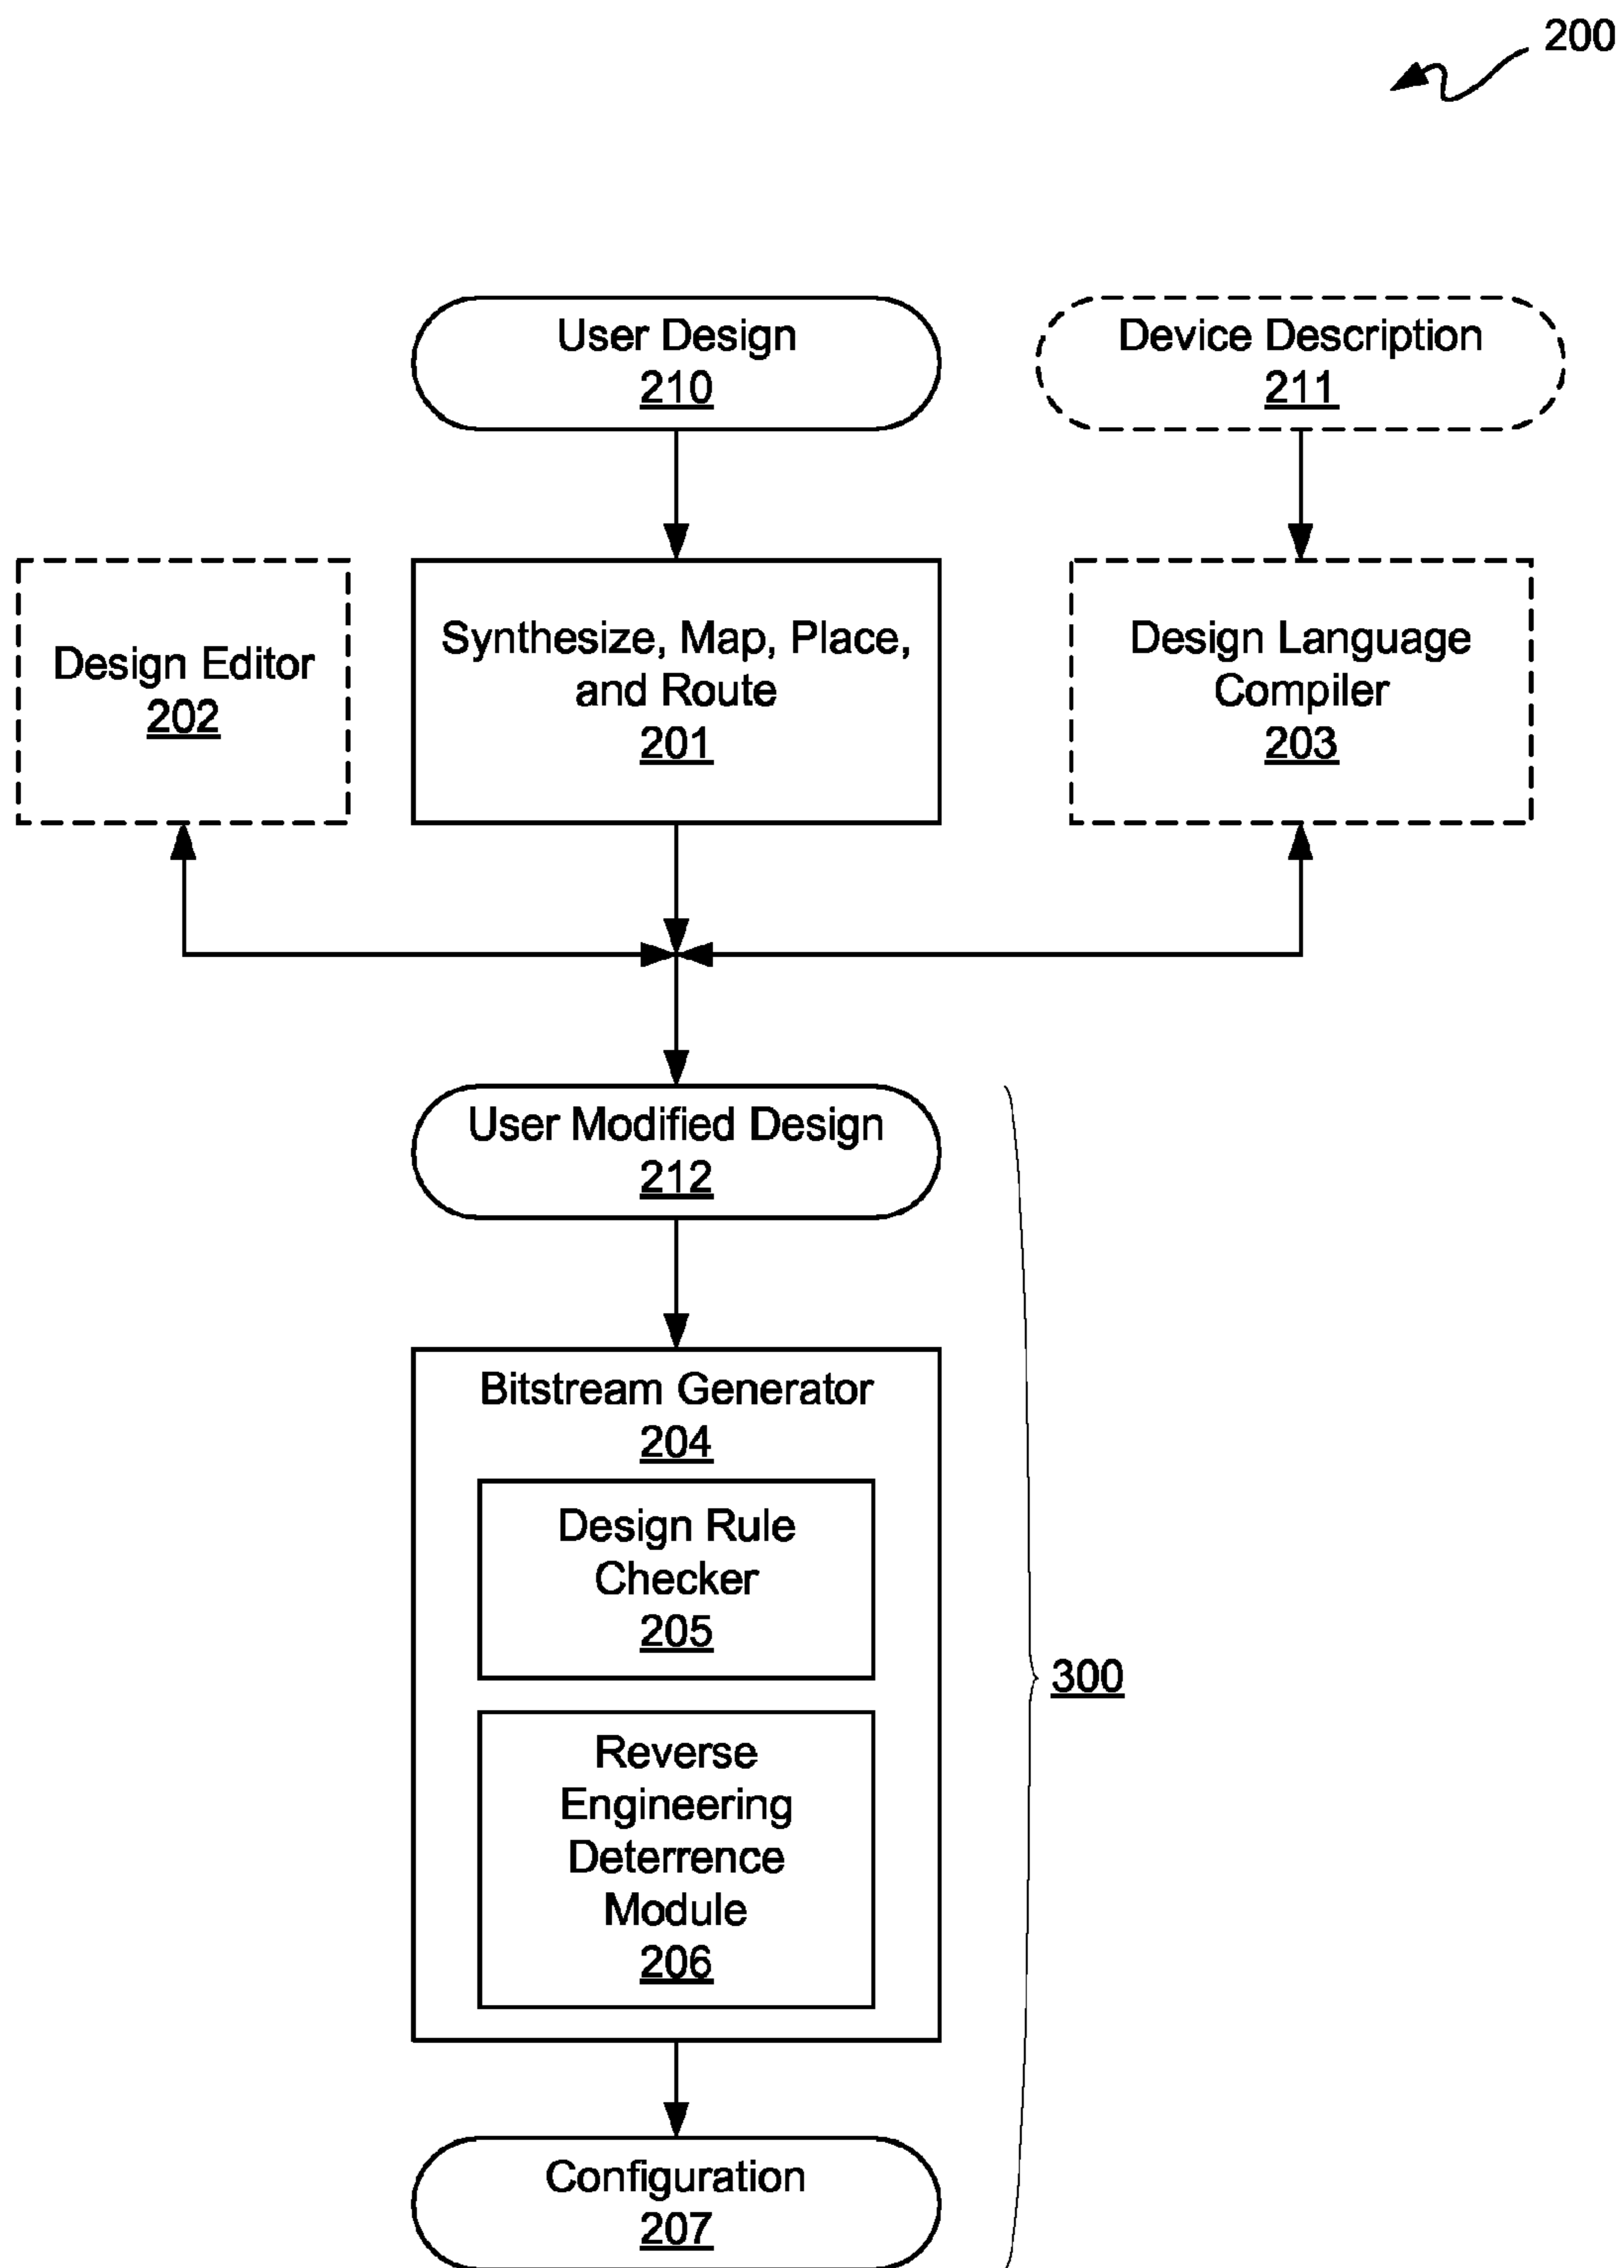 200
User Design
210
Device Description
211
Design Editor
202
Synthesize, Map, Place,
and Route
201
Design Language
Compiler
203
User Modified Design
212
Bitstream Generator
204
Design Rule
Checker
205
Reverse
Engineering
Deterrence
Module
206
300
Configuration
207